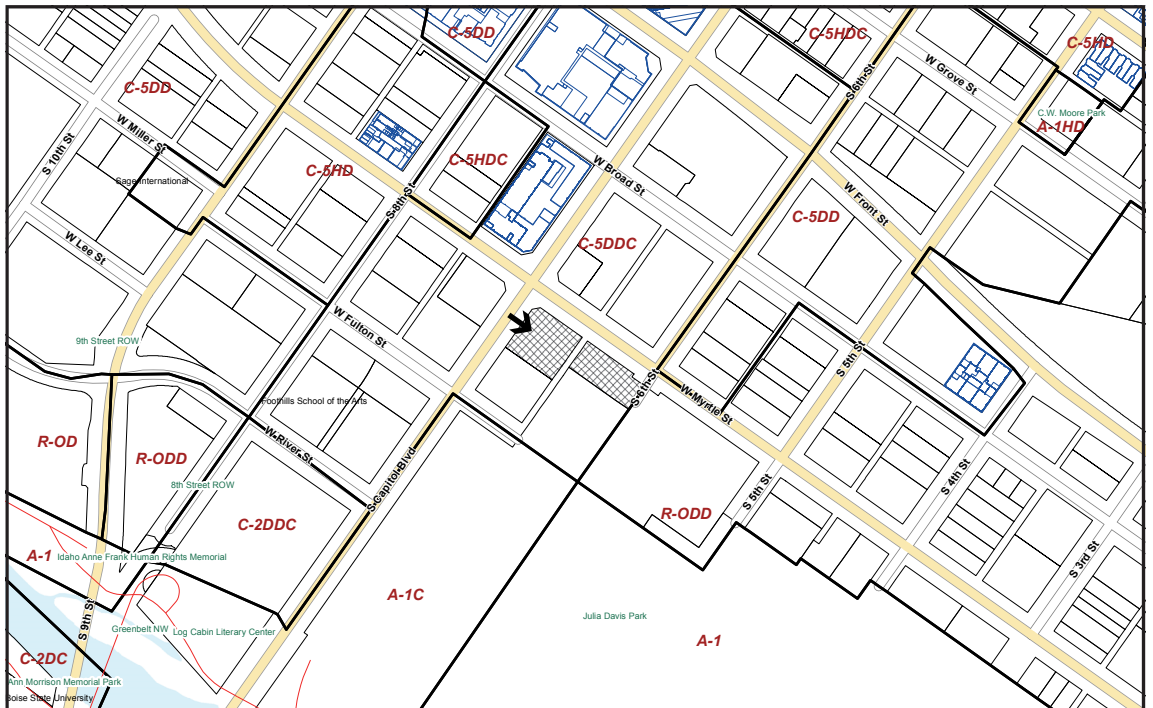 C-5DD
C-5HDC
C-5HD
W Grove St
C-5DD
S 6th St
C.W. Moore Park
W Miller St
A-1HD
S 10th St
C-5HDC
W Broad St
C-5HD
Sage International
S 8th St
W Front St
C-5DD
C-5DDC
W Lee St
W Fulton St
9th Street ROW
S 5th St
S 6th St
W Myrtle St
Foothills School of the Arts
R-OD
R-ODD
W River St
S Capitol Blvd
8th Street ROW
S 4th St
S 5th St
R-ODD
C-2DDC
A-1
Idaho Anne Frank Human Rights Memorial
S 3rd St
A-1C
Julia Davis Park
S 9th St
Greenbelt NW
Log Cabin Literary Center
A-1
C-2DC
Ann Morrison Memorial Park
Boise State University